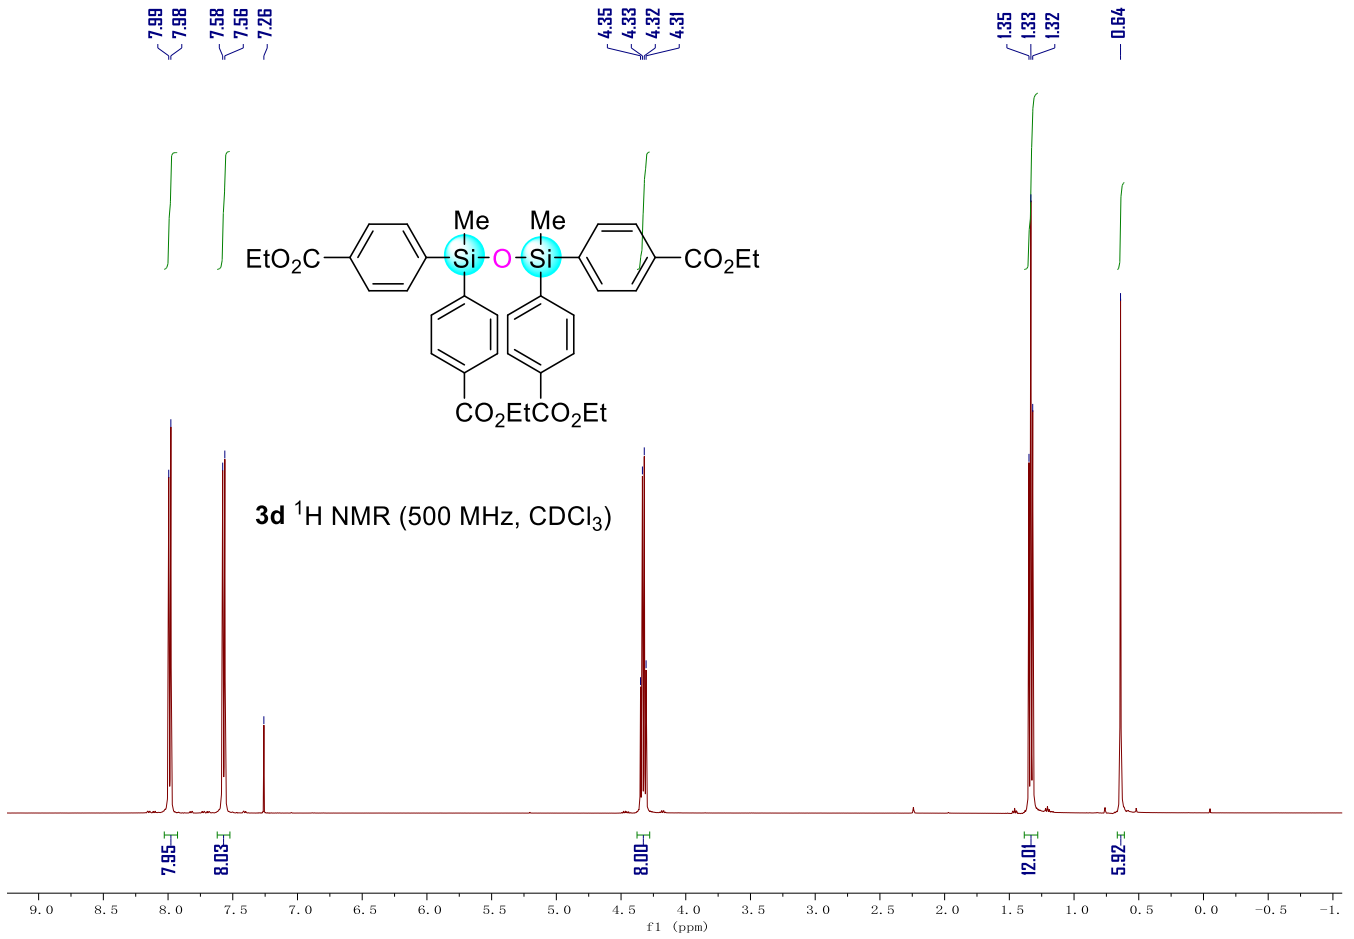 7.99 7.98 7.58 7.56 7.26 4.35 4.33 4.32 4.31 1.35 1.33 1.32 0.64
Me Me
EtO₂C Si O Si CO₂Et
CO₂EtCO₂Et
3d ¹H NMR (500 MHz, CDCl₃)
7.95 8.03 8.00 12.01 5.92
9.0 8.5 8.0 7.5 7.0 6.5 6.0 5.5 5.0 4.5 4.0 3.5 3.0 2.5 2.0 1.5 1.0 0.5 0.0 -0.5 -1.
f1 (ppm)